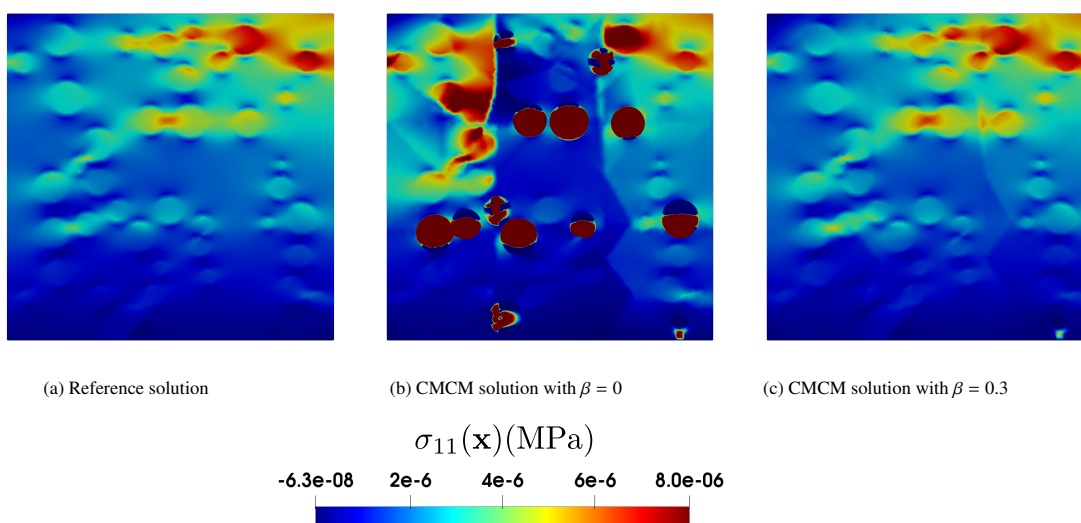 (a) Reference solution
(b) CMCM solution with β = 0
(c) CMCM solution with β = 0.3
σ₁₁(𝐱)(MPa)
-6.3e-08 2e-6 4e-6 6e-6 8.0e-06